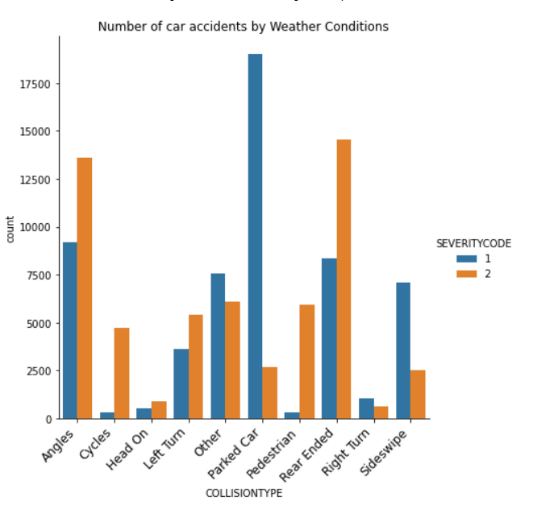 Number of car accidents by Weather Conditions
17500
15000
12500
10000
7500
5000
2500
0
count
SEVERITYCODE
1
2
Angles
Cycles
Head On
Left Turn
Other
Parked Car
Pedestrian
Rear Ended
Right Turn
Sideswipe
COLLISIONTYPE